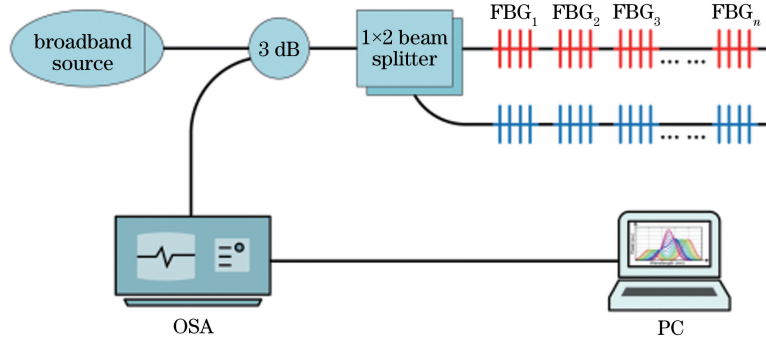 broadband
source
3 dB
1×2 beam
splitter
FBG₁ FBG₂ FBG₃ FBGₙ
... ...
... ...
OSA
PC